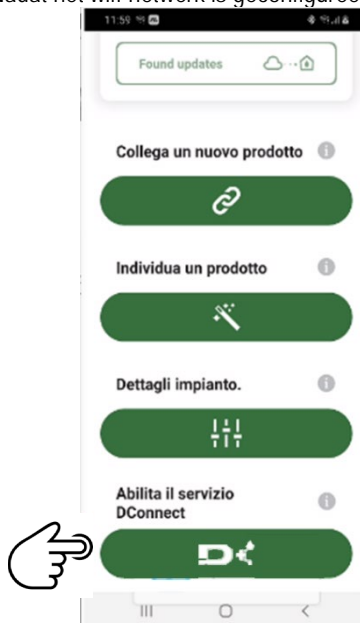 11:59
Found updates
Collega un nuovo prodotto
Individua un prodotto
Dettagli impianto.
Abilita il servizio
DConnect